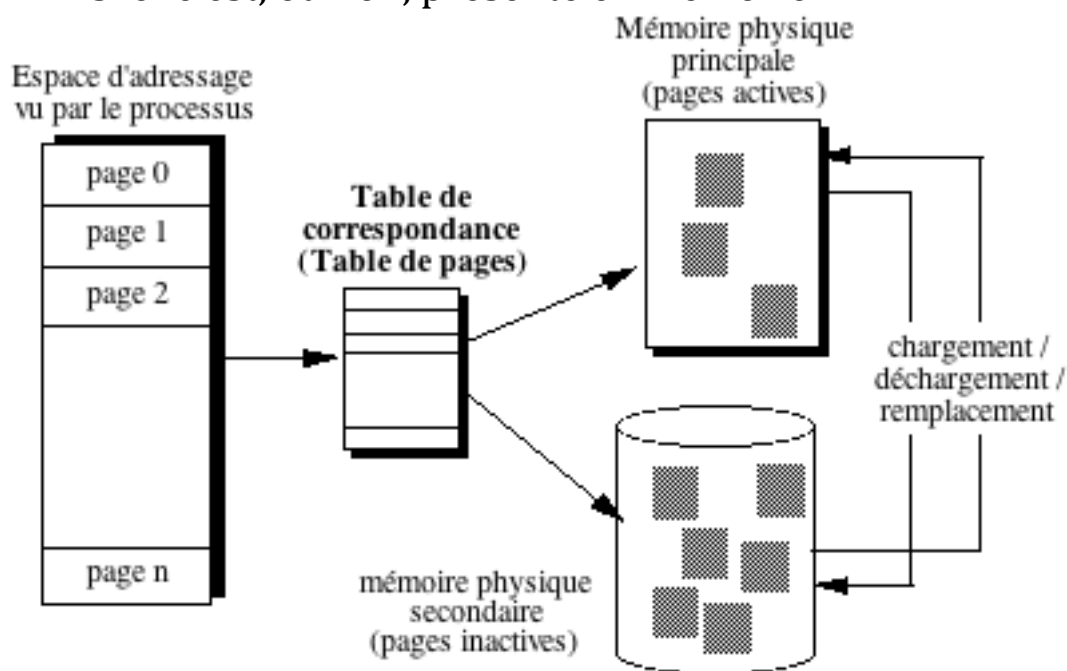 Mémoire physique
principale
(pages actives)
Espace d'adressage
vu par le processus
page 0
page 1
page 2
page n
Table de
correspondance
(Table de pages)
chargement /
déchargement /
remplacement
mémoire physique
secondaire
(pages inactives)